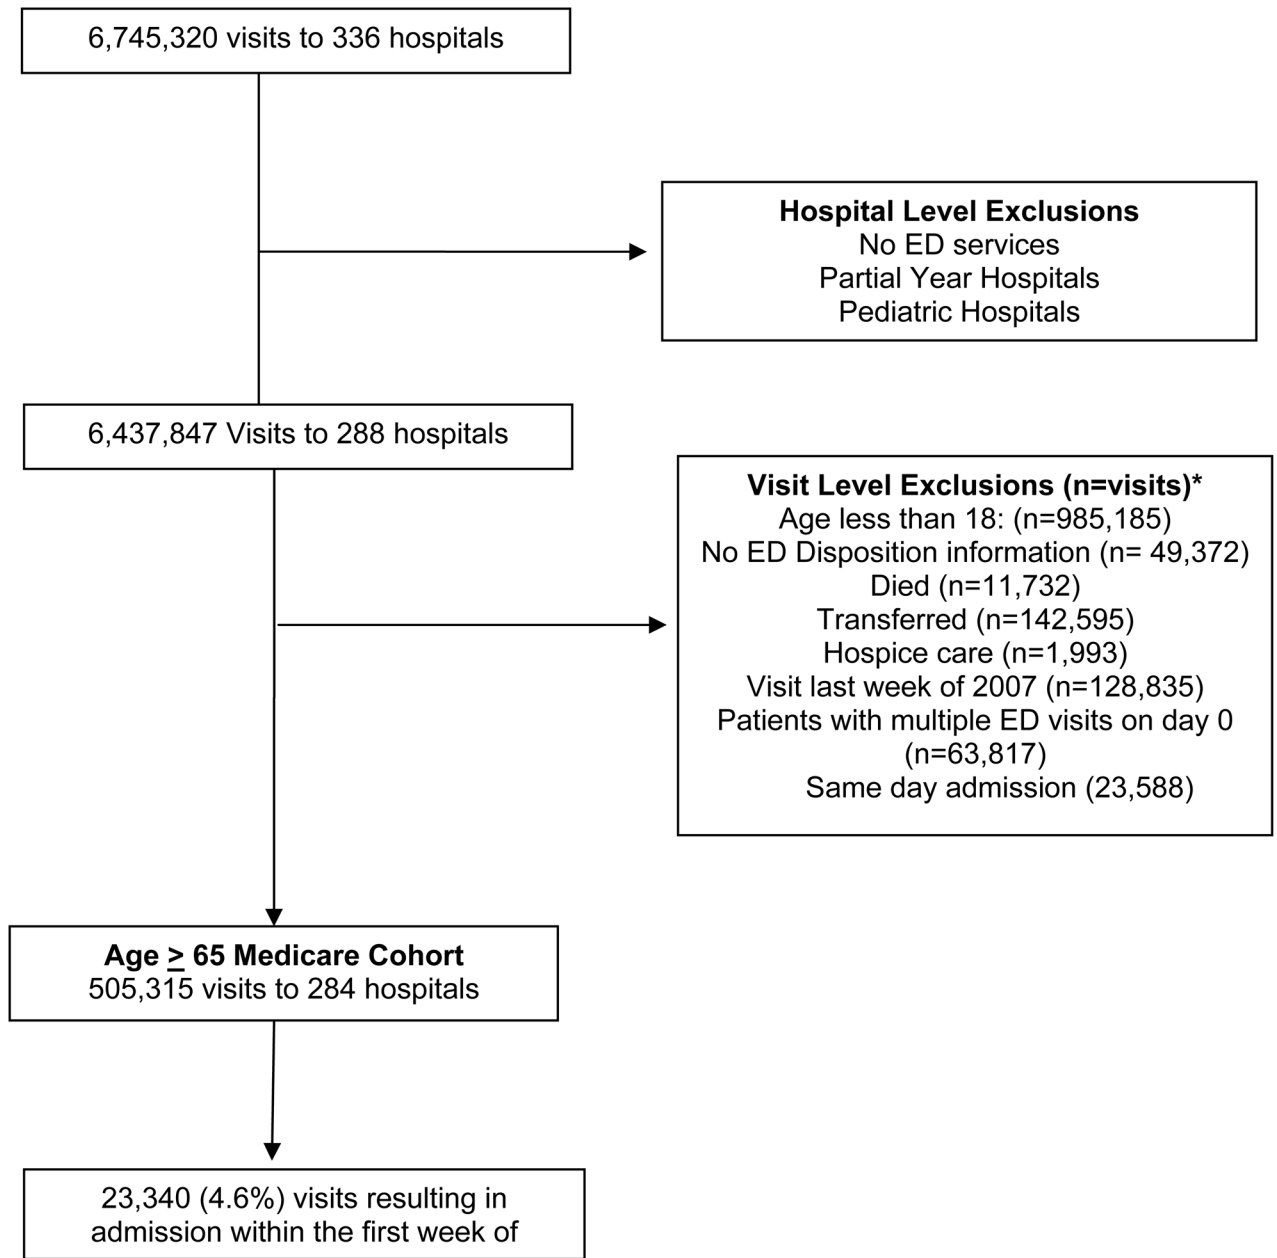 6,745,320 visits to 336 hospitals
Hospital Level Exclusions
No ED services
Partial Year Hospitals
Pediatric Hospitals
6,437,847 Visits to 288 hospitals
Visit Level Exclusions (n=visits)*
Age less than 18: (n=985,185)
No ED Disposition information (n= 49,372)
Died (n=11,732)
Transferred (n=142,595)
Hospice care (n=1,993)
Visit last week of 2007 (n=128,835)
Patients with multiple ED visits on day 0
(n=63,817)
Same day admission (23,588)
Age ≥ 65 Medicare Cohort
505,315 visits to 284 hospitals
23,340 (4.6%) visits resulting in
admission within the first week of